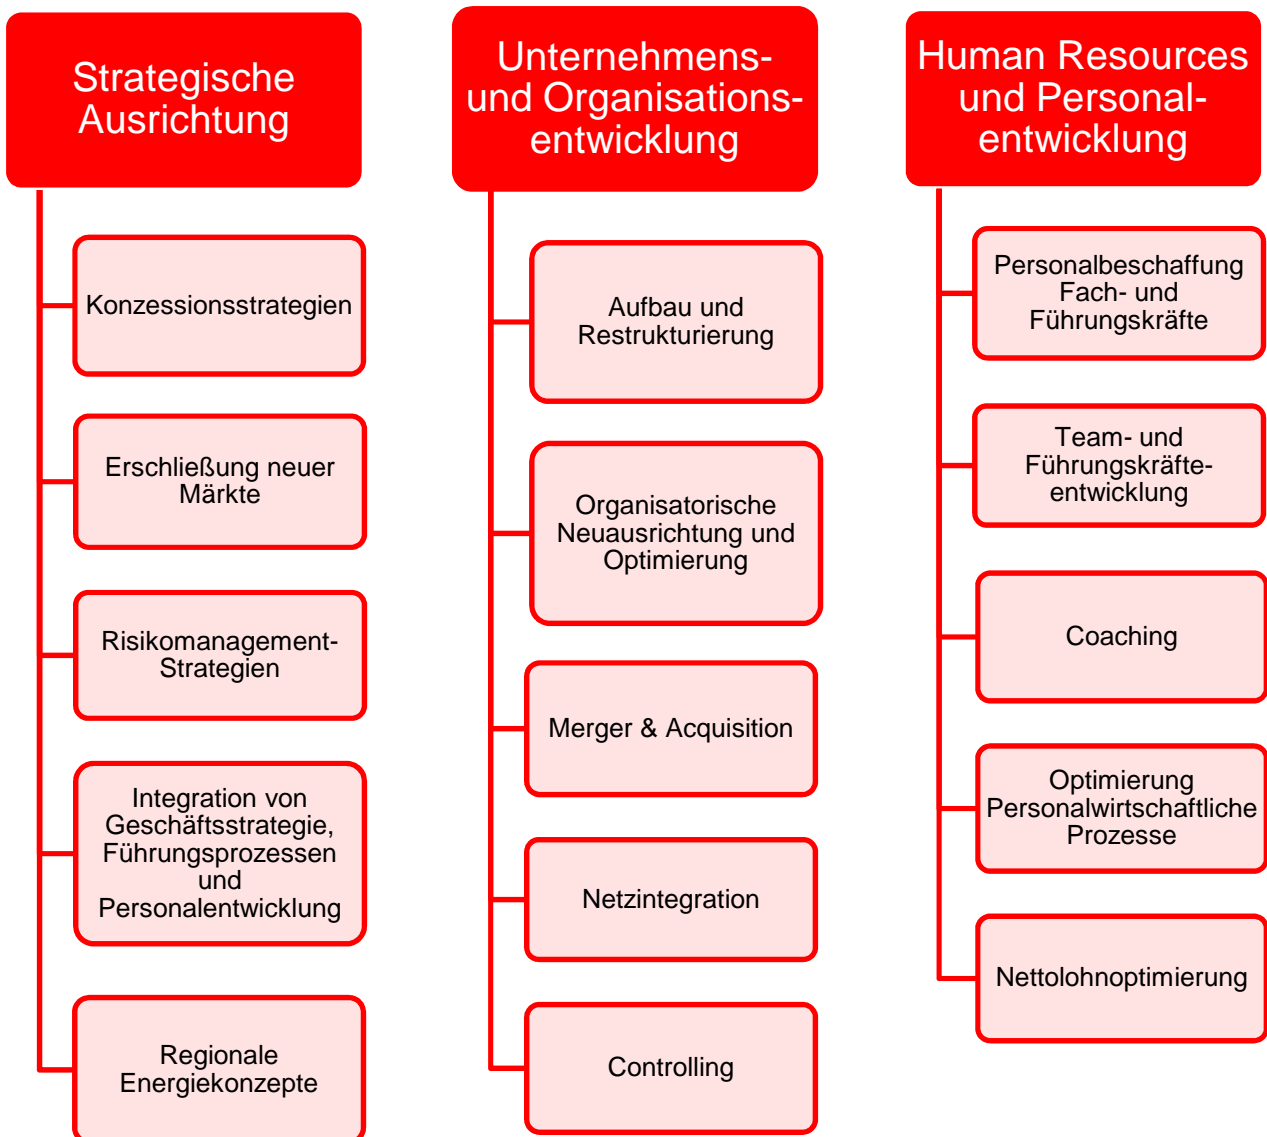 Strategische
Ausrichtung
Konzessionsstrategien
Erschließung neuer
Märkte
Risikomanagement-
Strategien
Integration von
Geschäftsstrategie,
Führungsprozessen
und
Personalentwicklung
Regionale
Energiekonzepte
Unternehmens-
und Organisations-
entwicklung
Aufbau und
Restrukturierung
Organisatorische
Neuausrichtung und
Optimierung
Merger & Acquisition
Netzintegration
Controlling
Human Resources
und Personal-
entwicklung
Personalbeschaffung
Fach- und
Führungskräfte
Team- und
Führungskräfte-
entwicklung
Coaching
Optimierung
Personalwirtschaftliche
Prozesse
Nettolohnoptimierung